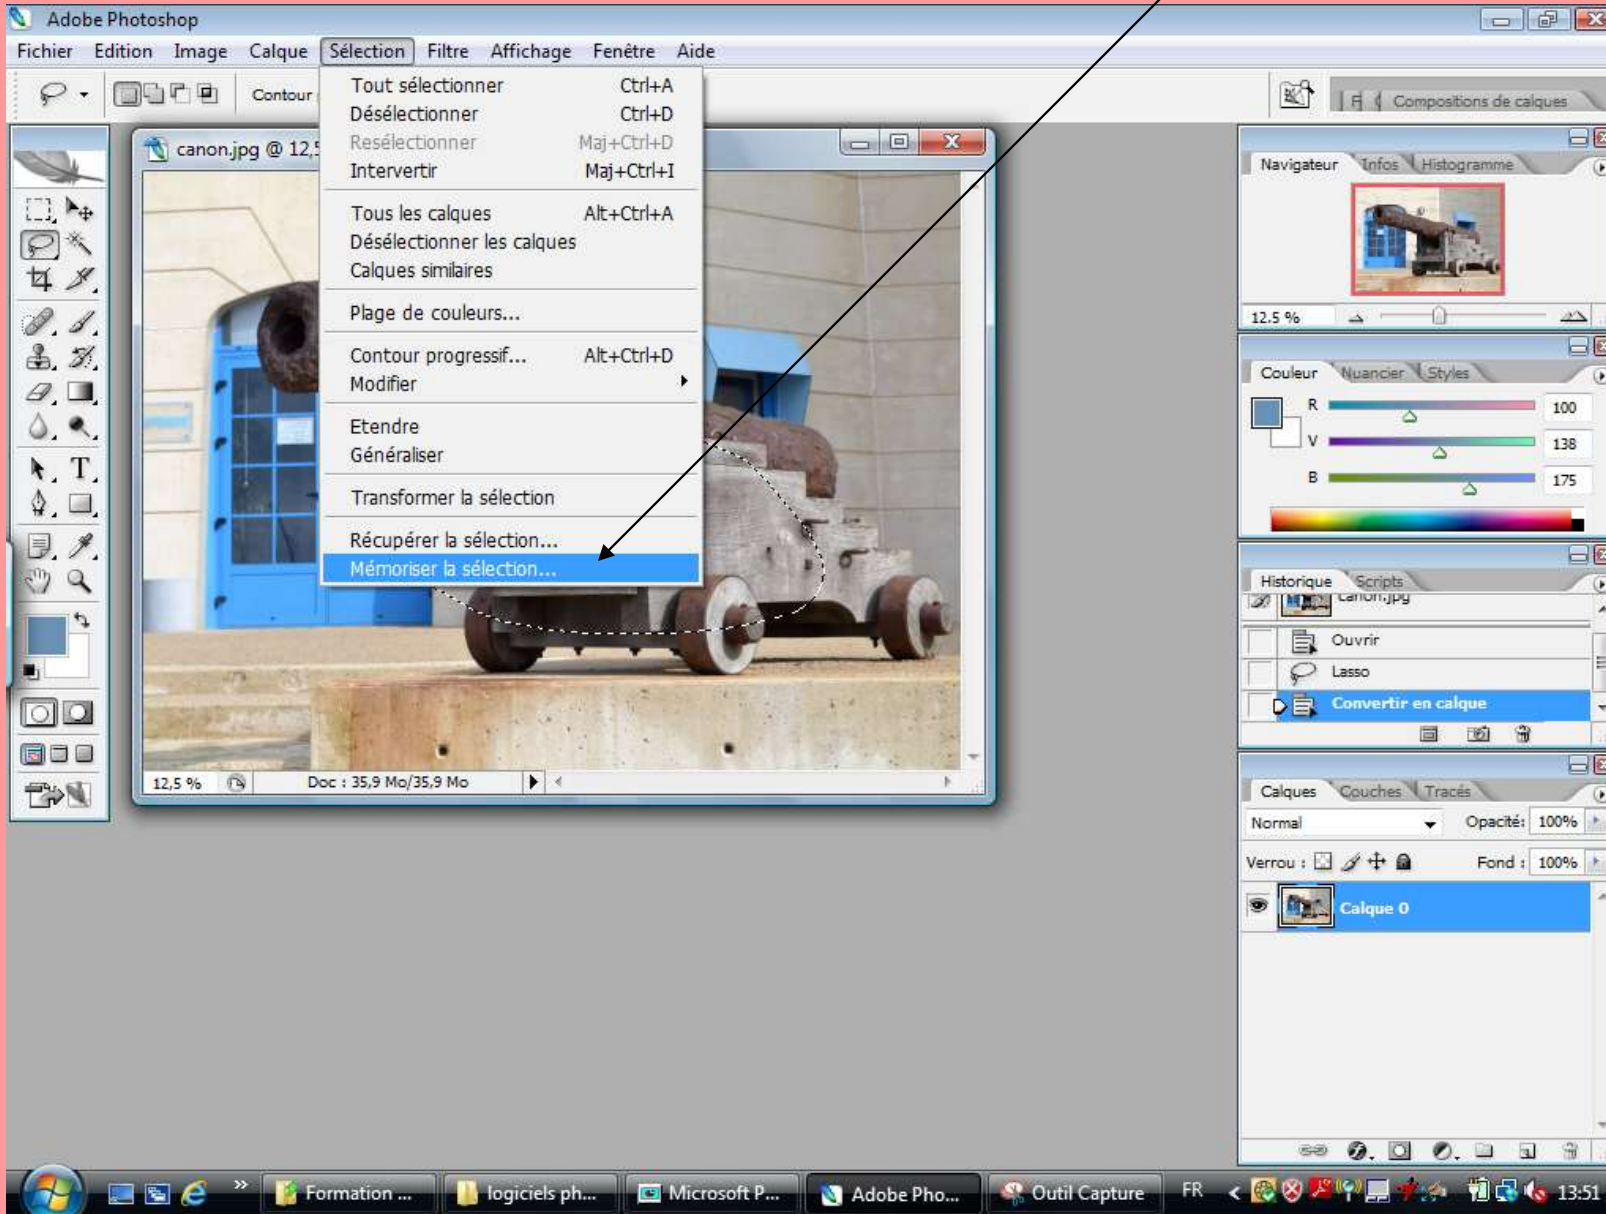 Adobe Photoshop
Fichier Edition Image Calque Sélection Filtre Affichage Fenêtre Aide
Contour
Compositions de calques
Tout sélectionner Ctrl+A
Désélectionner Ctrl+D
Resélectionner Maj+Ctrl+D
Intervertir Maj+Ctrl+I
Tous les calques Alt+Ctrl+A
Désélectionner les calques
Calques similaires
Plage de couleurs...
Contour progressif... Alt+Ctrl+D
Modifier
Etendre
Généraliser
Transformer la sélection
Récupérer la sélection...
Mémoriser la sélection...
canon.jpg @ 12,5
12,5 % Doc : 35,9 Mo/35,9 Mo
Navigateur Infos Histogramme
12.5 %
Couleur Nuancier Styles
R 100
V 138
B 175
Historique Scripts
canon.jpg
Ouvrir
Lasso
Convertir en calque
Calques Couches Tracés
Normal Opacité: 100%
Verrou : Fond : 100%
Calque 0
Formation ... logiciels ph... Microsoft P... Adobe Pho... Outil Capture FR 13:51